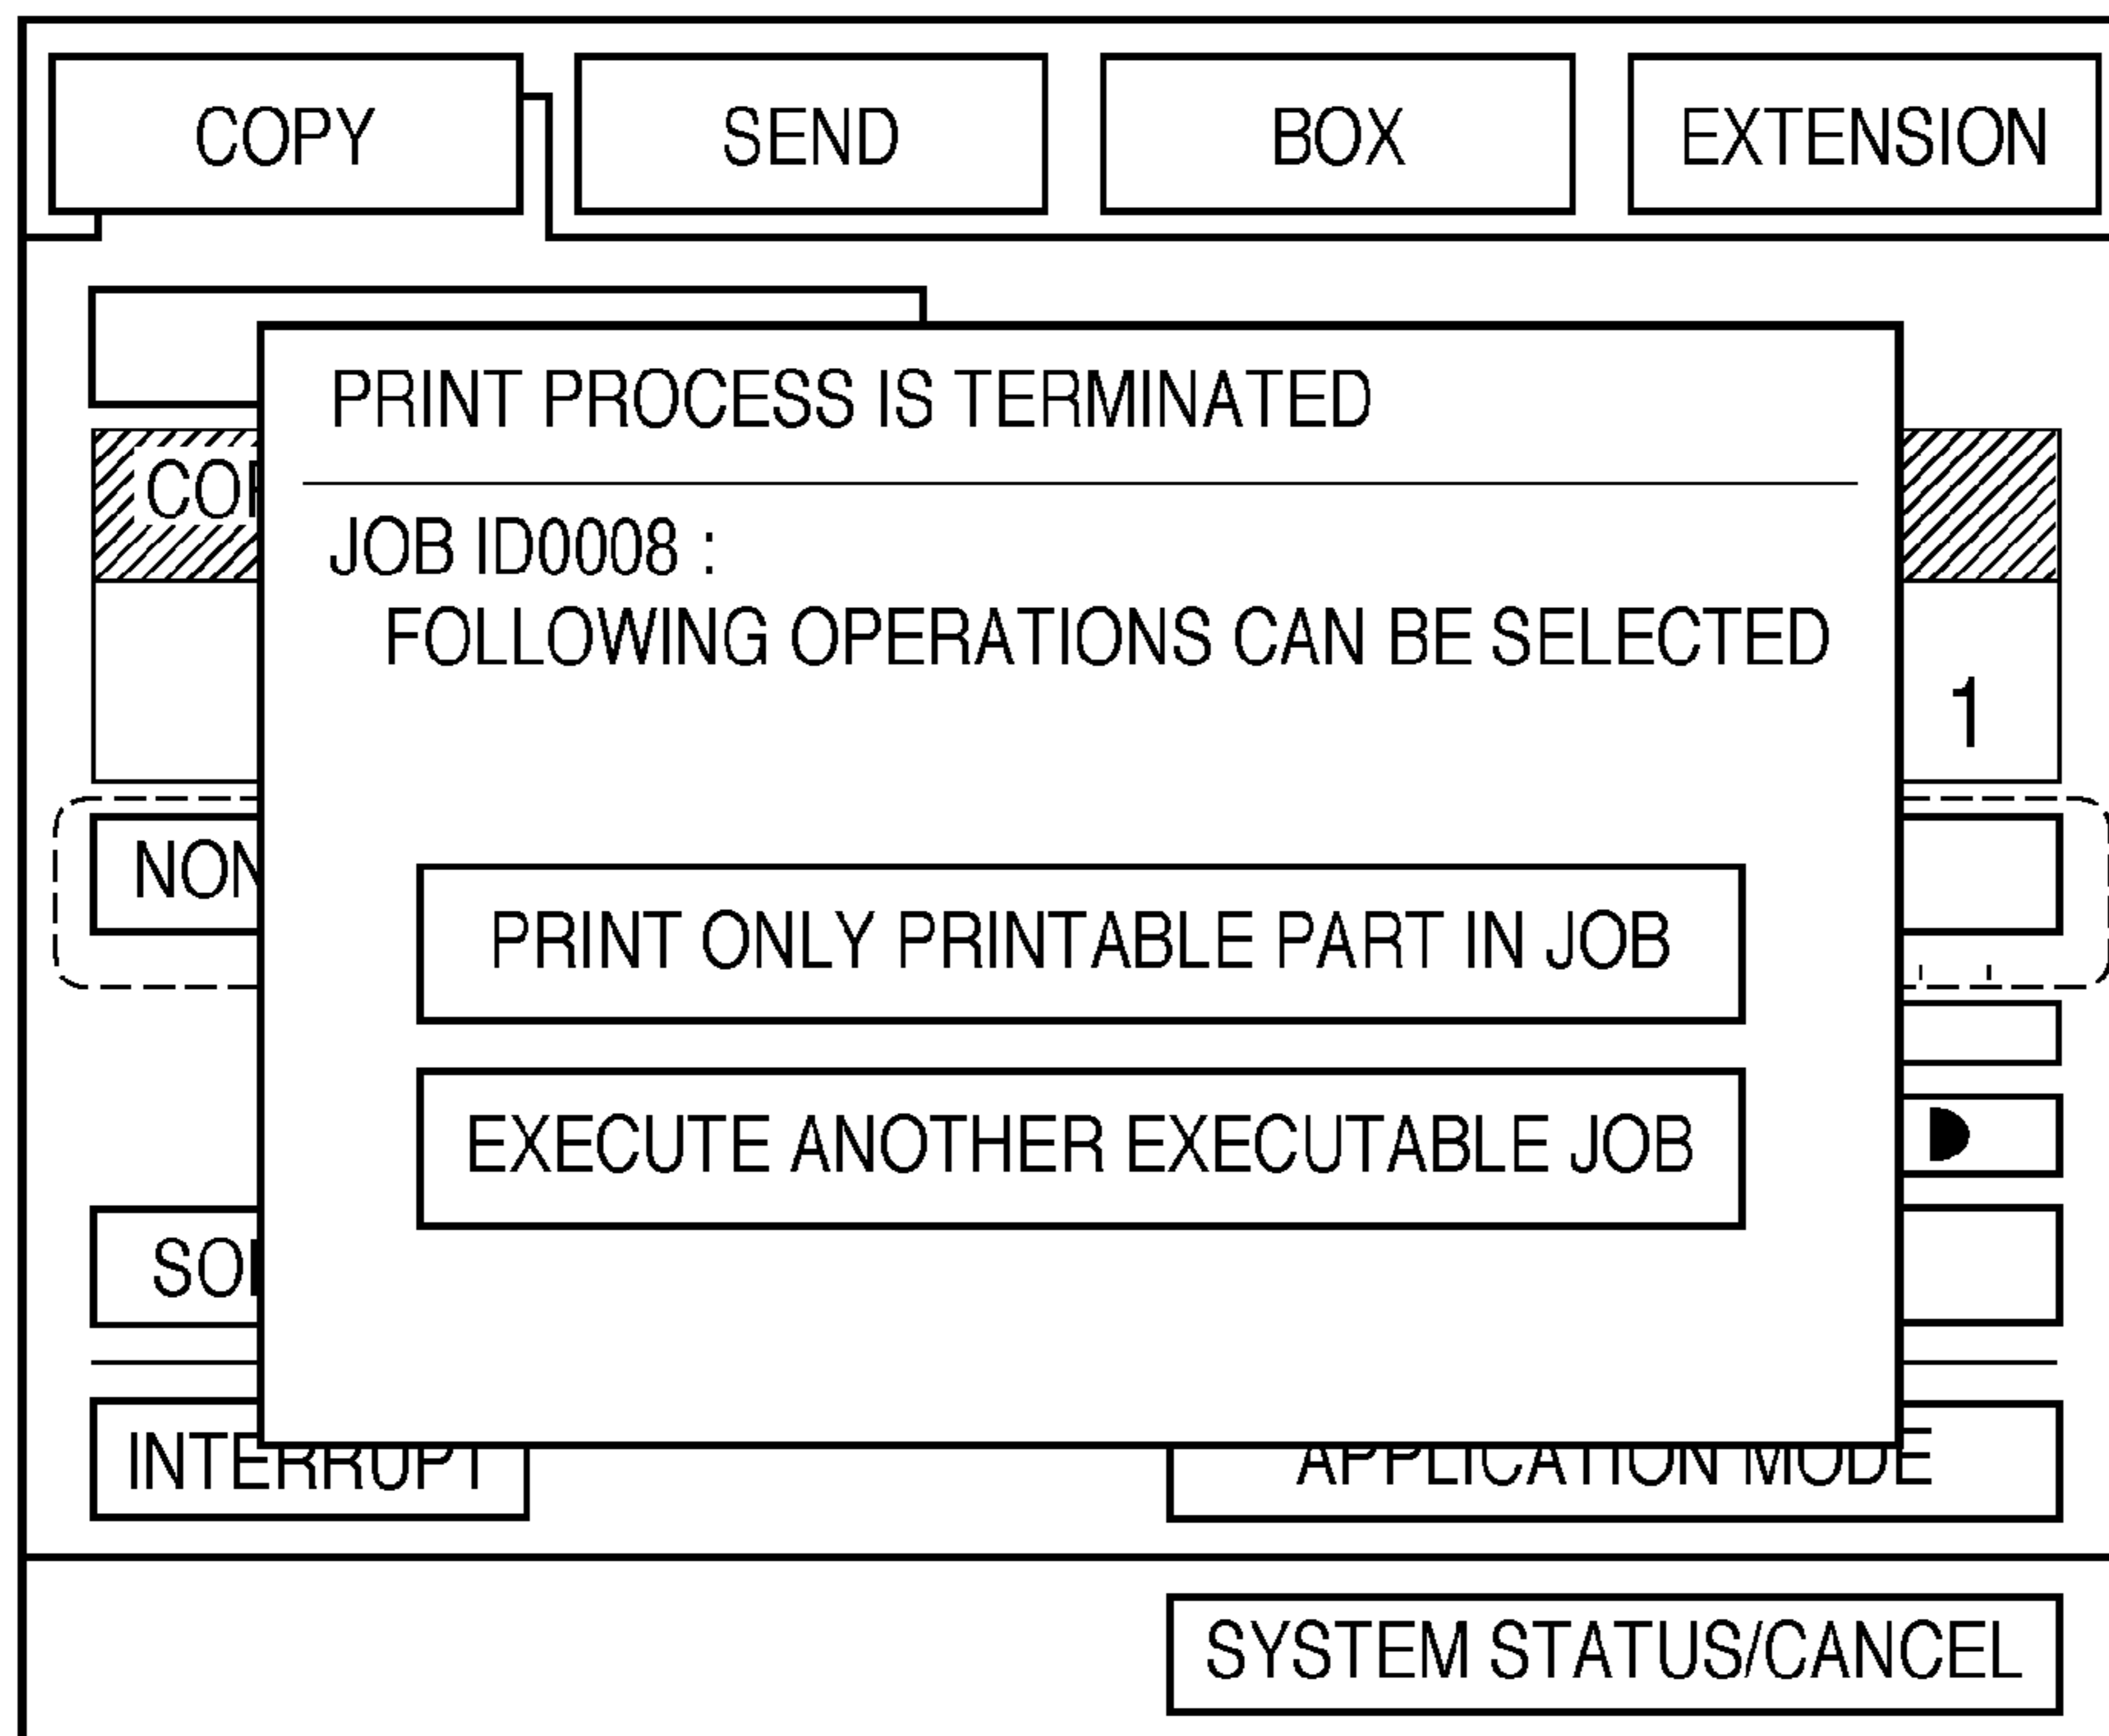 COPY SEND BOX EXTENSION
PRINT PROCESS IS TERMINATED
JOB ID0008 :
FOLLOWING OPERATIONS CAN BE SELECTED
1
PRINT ONLY PRINTABLE PART IN JOB
EXECUTE ANOTHER EXECUTABLE JOB
INTERRUPT APPLICATION MODE
SYSTEM STATUS/CANCEL